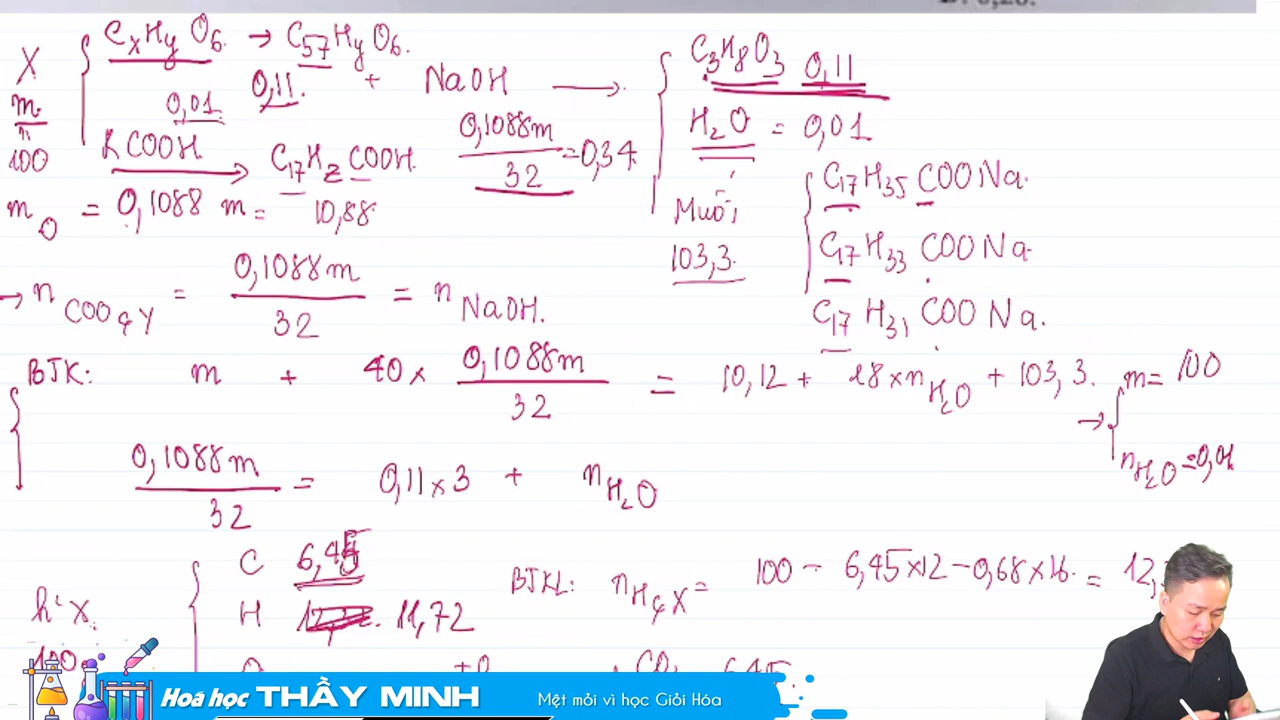 X { CxHyO6 → C57HyO6.
0,01 0,11 + NaOH → { C3H8O3 0,11
m 100 RCOOH → C17HzCOOH 0,1088m/32 = 0,34 H2O = 0,01
mO = 0,1088 m = 10,88 Muối 103,3
C17H35COONa.
C17H33COONa
C17H31COONa.
→ nCOO ∈ Y = 0,1088m/32 = nNaOH.
BTK: m + 40 × 0,1088m/32 = 10,12 + 18×nH2O + 103,3. → { m = 100
0,1088m/32 = 0,11×3 + nH2O nH2O = 0,01
h² X { C 6,45 BTKL: nH∈X = 100 − 6,45×12 − 0,68×16 = 12,
H 11,72
100
Hoá học THẦY MINH Mệt mỏi vì học Giỏi Hóa